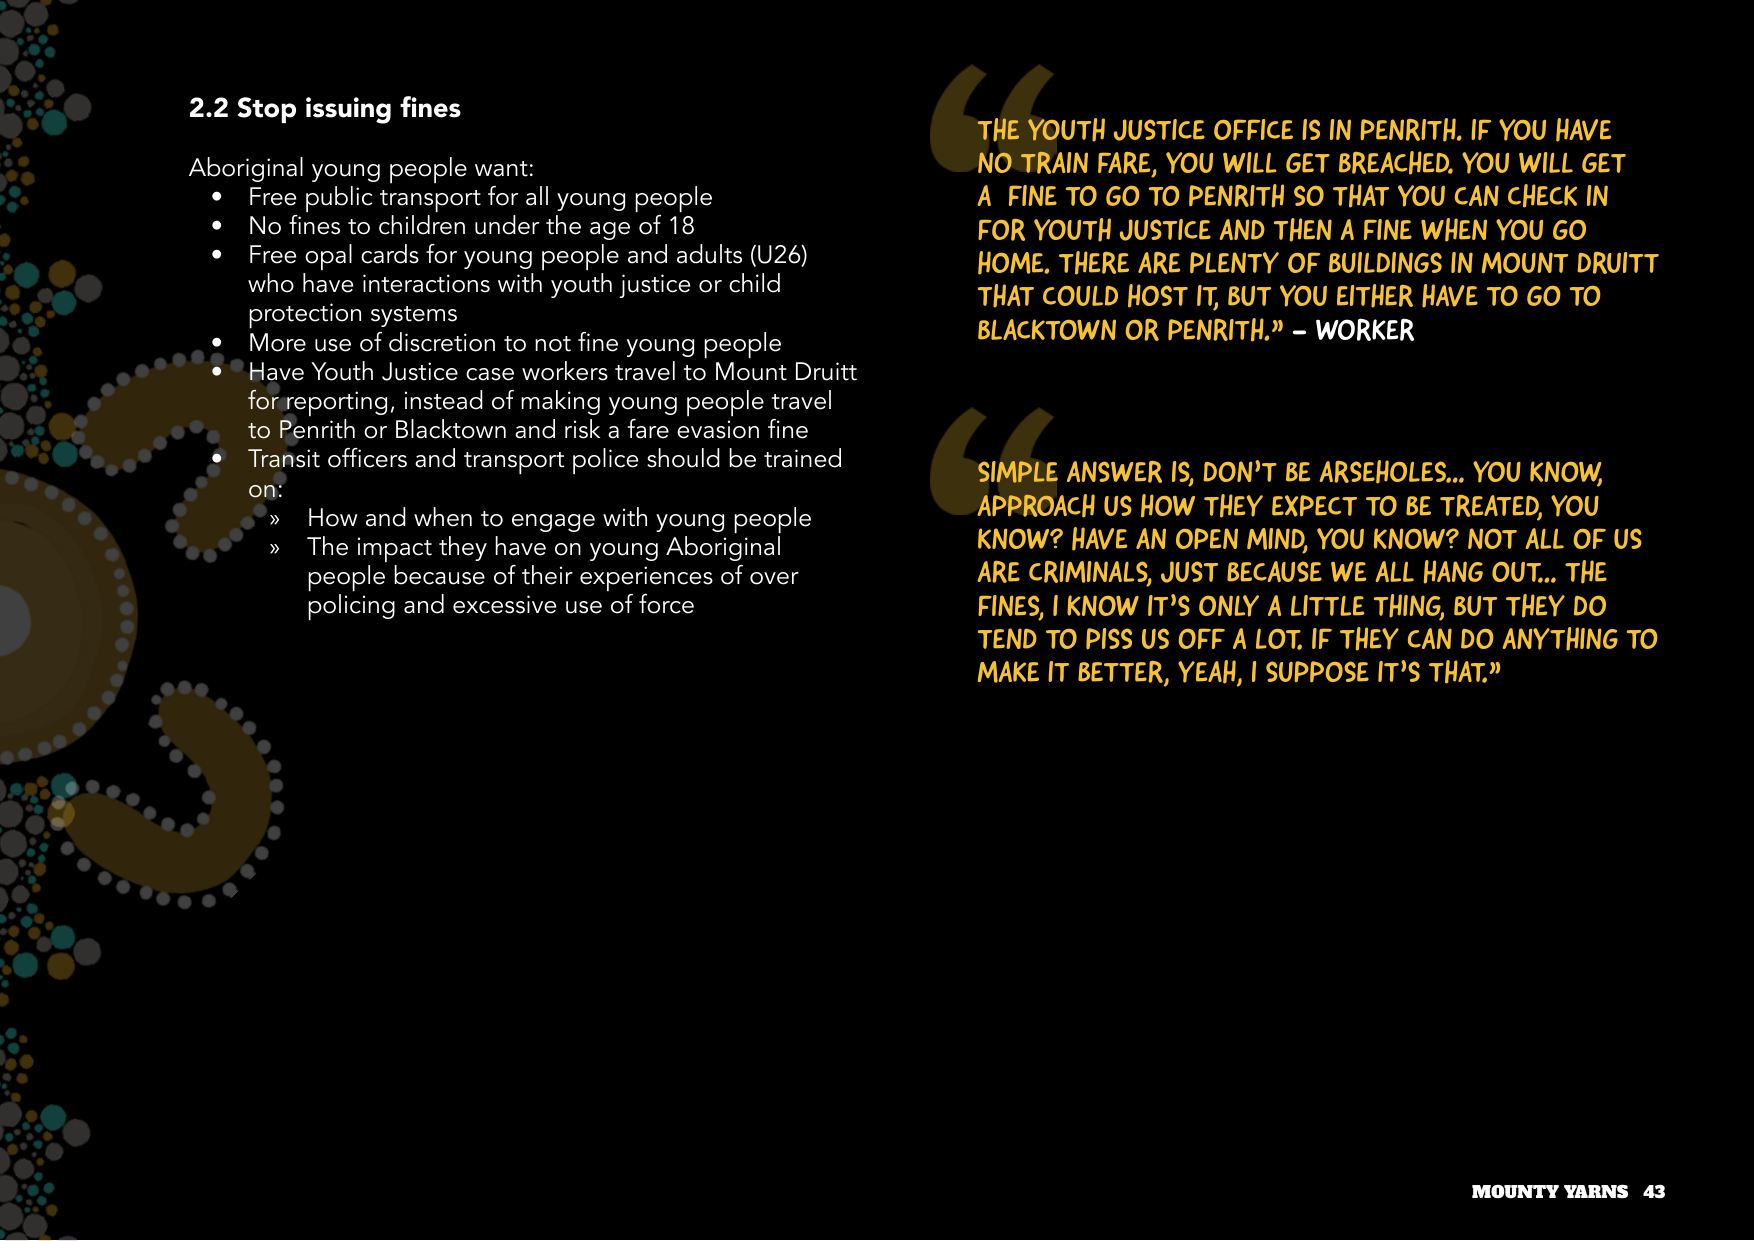 2.2 Stop issuing fines
Aboriginal young people want:
• Free public transport for all young people
• No fines to children under the age of 18
• Free opal cards for young people and adults (U26)
who have interactions with youth justice or child
protection systems
• More use of discretion to not fine young people
• Have Youth Justice case workers travel to Mount Druitt
for reporting, instead of making young people travel
to Penrith or Blacktown and risk a fare evasion fine
• Transit officers and transport police should be trained
on:
» How and when to engage with young people
» The impact they have on young Aboriginal
people because of their experiences of over
policing and excessive use of force
“
THE YOUTH JUSTICE OFFICE IS IN PENRITH. IF YOU HAVE
NO TRAIN FARE, YOU WILL GET BREACHED. YOU WILL GET
A  FINE TO GO TO PENRITH SO THAT YOU CAN CHECK IN
FOR YOUTH JUSTICE AND THEN A FINE WHEN YOU GO
HOME. THERE ARE PLENTY OF BUILDINGS IN MOUNT DRUITT
THAT COULD HOST IT, BUT YOU EITHER HAVE TO GO TO
BLACKTOWN OR PENRITH.” – WORKER
“
SIMPLE ANSWER IS, DON’T BE ARSEHOLES... YOU KNOW,
APPROACH US HOW THEY EXPECT TO BE TREATED, YOU
KNOW? HAVE AN OPEN MIND, YOU KNOW? NOT ALL OF US
ARE CRIMINALS, JUST BECAUSE WE ALL HANG OUT... THE
FINES, I KNOW IT’S ONLY A LITTLE THING, BUT THEY DO
TEND TO PISS US OFF A LOT. IF THEY CAN DO ANYTHING TO
MAKE IT BETTER, YEAH, I SUPPOSE IT’S THAT.”
MOUNTY YARNS 43